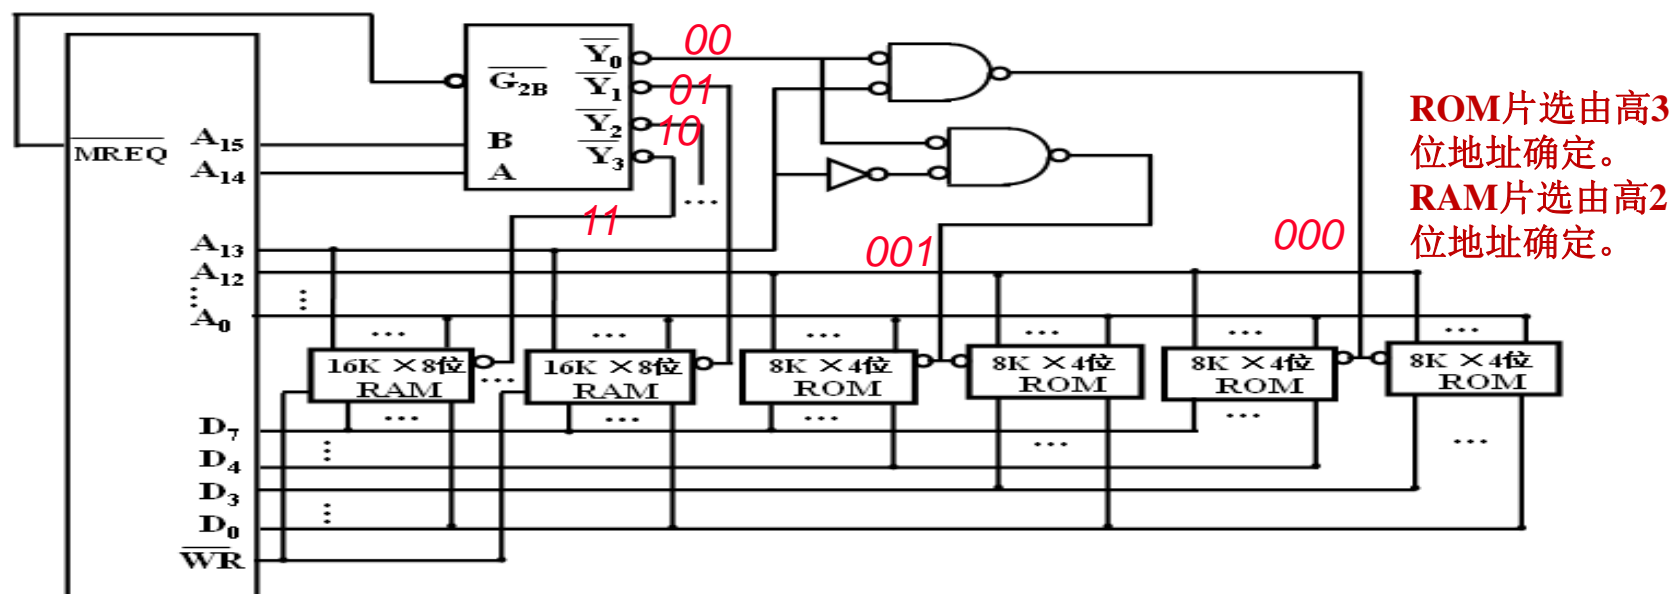 00
Y0
G2B
Y1
01
Y2
10
ROM片选由高3
位地址确定。
RAM片选由高2
位地址确定。
MREQ
A15
B
Y3
A14
A
11
A13
001
000
A12
A0
16K ×8位
RAM
16K ×8位
RAM
8K ×4位
ROM
8K ×4位
ROM
8K ×4位
ROM
8K ×4位
ROM
D7
D4
D3
D0
WR